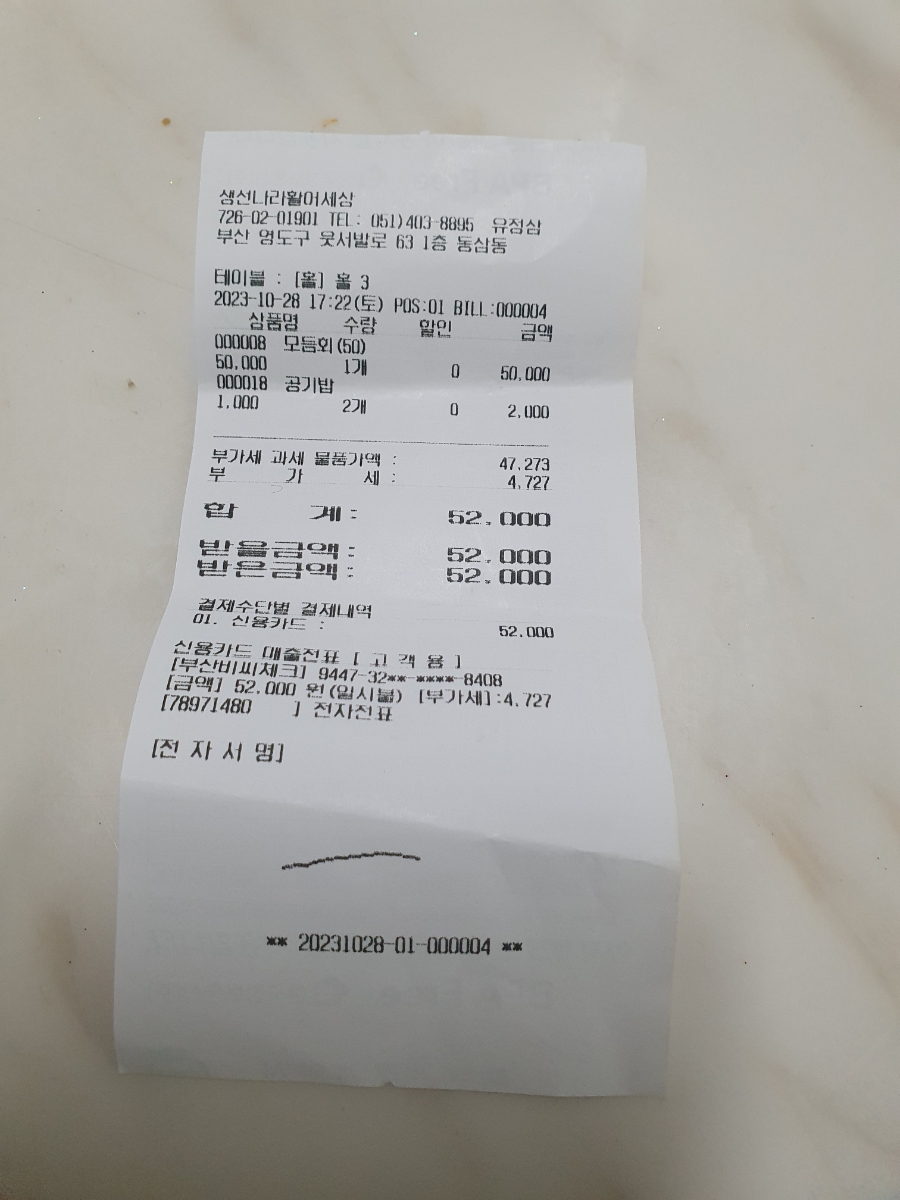 생선나라활어세상
726-02-01901 TEL: 051)403-8895 유정삼
부산 영도구 웃서발로 63 1층 동삼동
테이블 : [홀] 홀 3
2023-10-28 17:22(토) POS:01 BILL:000004
상품명 수량 할인 금액
000008 모듬회(50)
50,000 1개 0 50,000
000018 공기밥
1,000 2개 0 2,000
부가세 과세 물품가액 : 47,273
부 가 세 : 4,727
합 계 : 52,000
받을금액 : 52,000
받은금액 : 52,000
결제수단별 결제내역
01. 신용카드 : 52,000
신용카드 매출전표 [ 고 객 용 ]
[부산비씨체크] 9447-32**-****-8408
[금액] 52,000 원(일시불) [부가세]:4,727
[78971480 ] 전자전표
[전 자 서 명]
** 20231028-01-000004 **